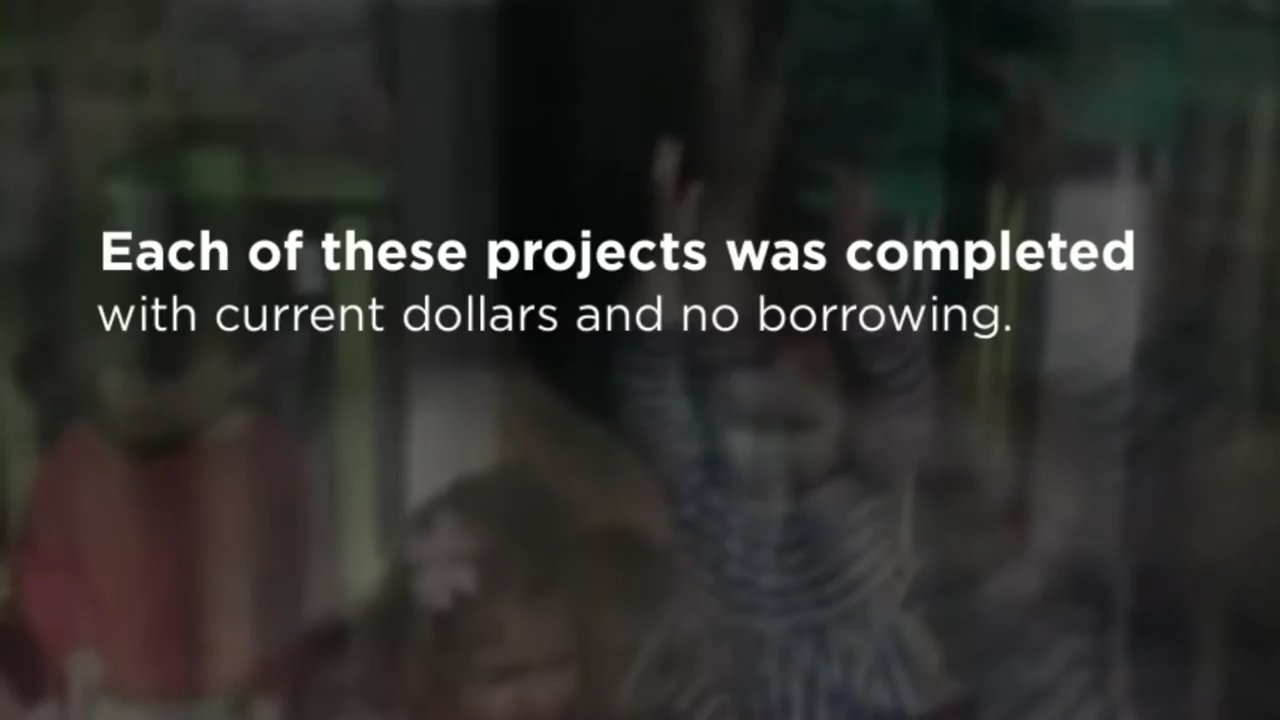 Each of these projects was completed
with current dollars and no borrowing.